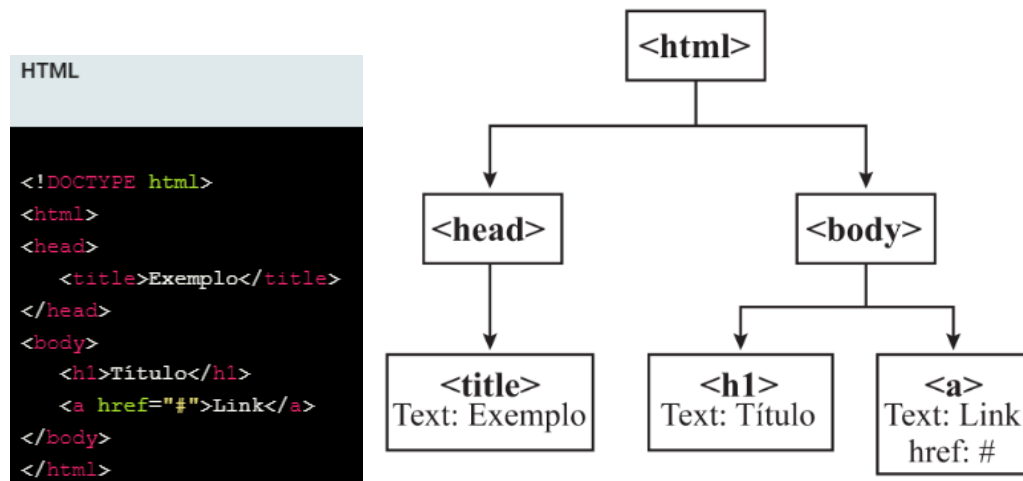 HTML
<!DOCTYPE html>
<html>
<head>
<title>Exemplo</title>
</head>
<body>
<h1>Título</h1>
<a href="#">Link</a>
</body>
</html>
<html>
<head>
<body>
<title>
Text: Exemplo
<h1>
Text: Título
<a>
Text: Link
href: #